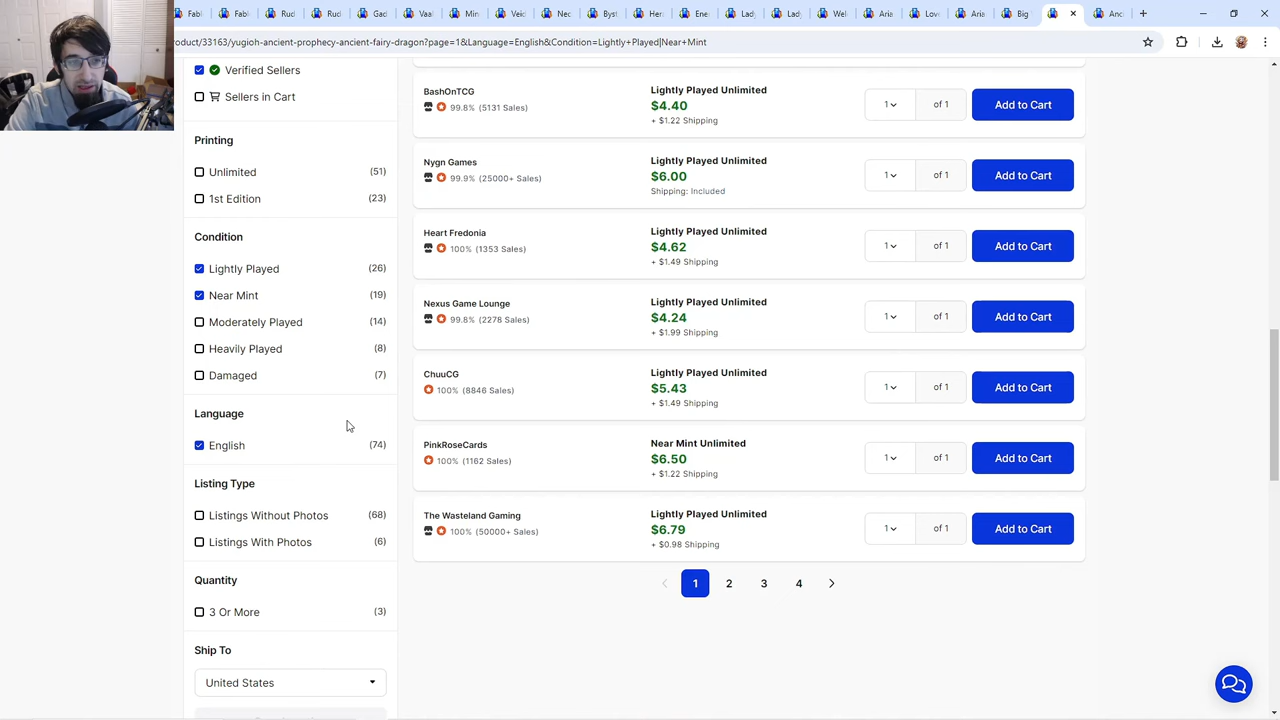 Fabl
Fabl
Rud
Gr
Her
Ene
An
Anc
roduct/33163/yugioh-ancient-prophecy-ancient-fairy-dragon
page=1&Language=English&Condit
Played|Near+Mint
Verified Sellers
Sellers in Cart
Printing
Unlimited (51)
1st Edition (23)
Condition
Lightly Played (26)
Near Mint (19)
Moderately Played (14)
Heavily Played (8)
Damaged (7)
Language
English (74)
Listing Type
Listings Without Photos (68)
Listings With Photos (6)
Quantity
3 Or More (3)
Ship To
United States
BashOnTCG
99.8% (5131 Sales)
Lightly Played Unlimited
$4.40
+ $1.22 Shipping
1 of 1 Add to Cart
Nygn Games
99.9% (25000+ Sales)
Lightly Played Unlimited
$6.00
Shipping: Included
1 of 1 Add to Cart
Heart Fredonia
100% (1353 Sales)
Lightly Played Unlimited
$4.62
+ $1.49 Shipping
1 of 1 Add to Cart
Nexus Game Lounge
99.8% (2278 Sales)
Lightly Played Unlimited
$4.24
+ $1.99 Shipping
1 of 1 Add to Cart
ChuuCG
100% (8846 Sales)
Lightly Played Unlimited
$5.43
+ $1.49 Shipping
1 of 1 Add to Cart
PinkRoseCards
100% (1162 Sales)
Near Mint Unlimited
$6.50
+ $1.22 Shipping
1 of 1 Add to Cart
The Wasteland Gaming
100% (50000+ Sales)
Lightly Played Unlimited
$6.79
+ $0.98 Shipping
1 of 1 Add to Cart
1 2 3 4